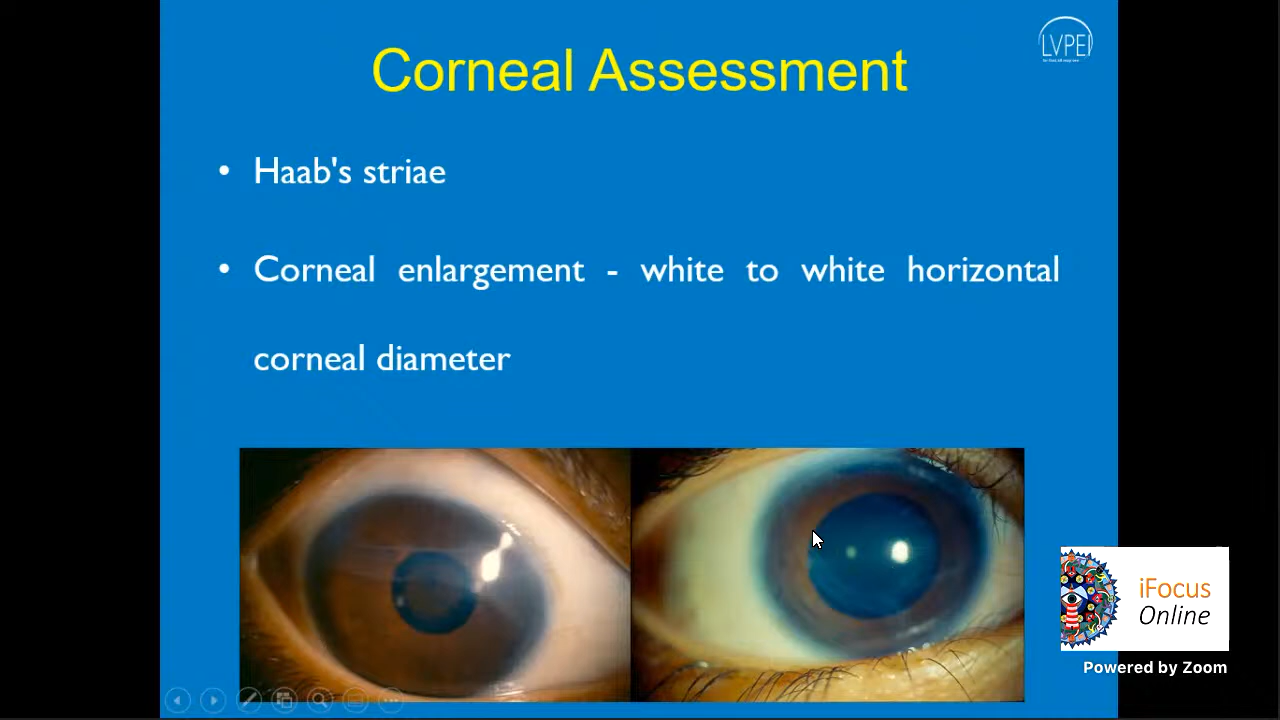 LVPEI
Corneal Assessment
• Haab's striae
• Corneal enlargement - white to white horizontal
corneal diameter
iFocus
Online
Powered by Zoom